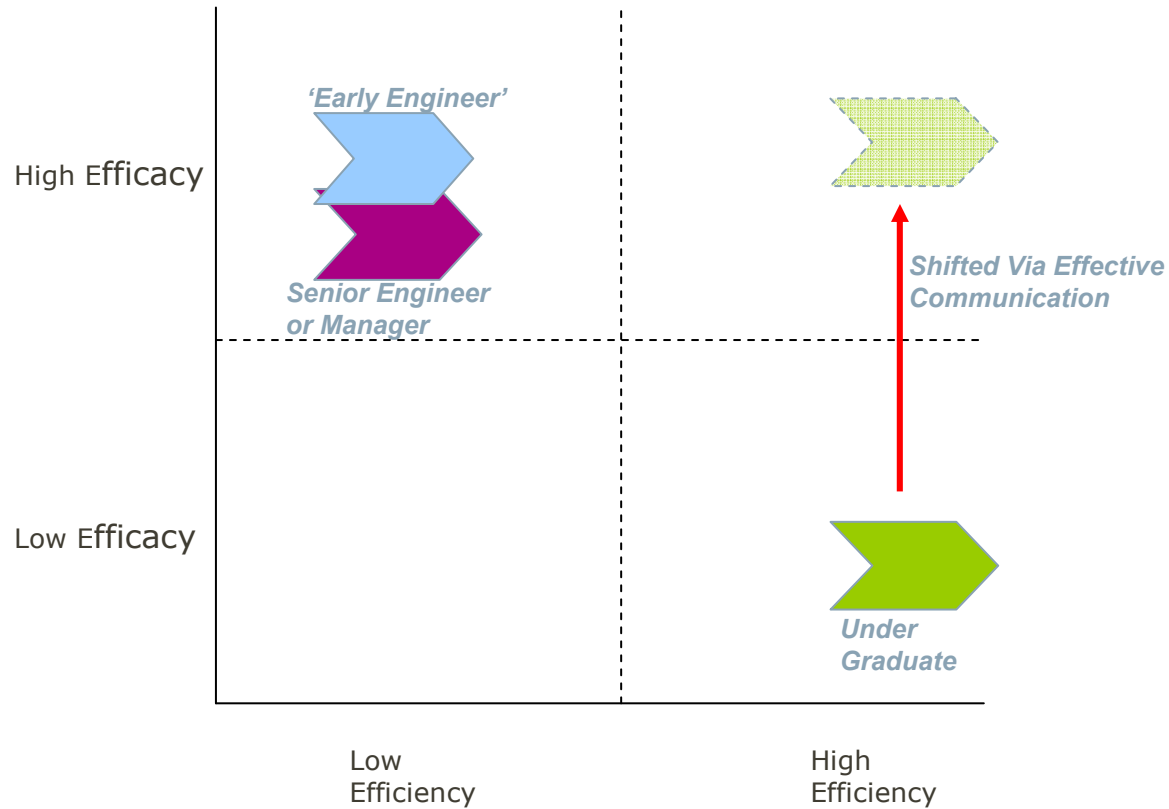 ‘Early Engineer’
High Efficacy
Senior Engineer
or Manager
Shifted Via Effective
Communication
Low Efficacy
Under
Graduate
Low
Efficiency
High
Efficiency